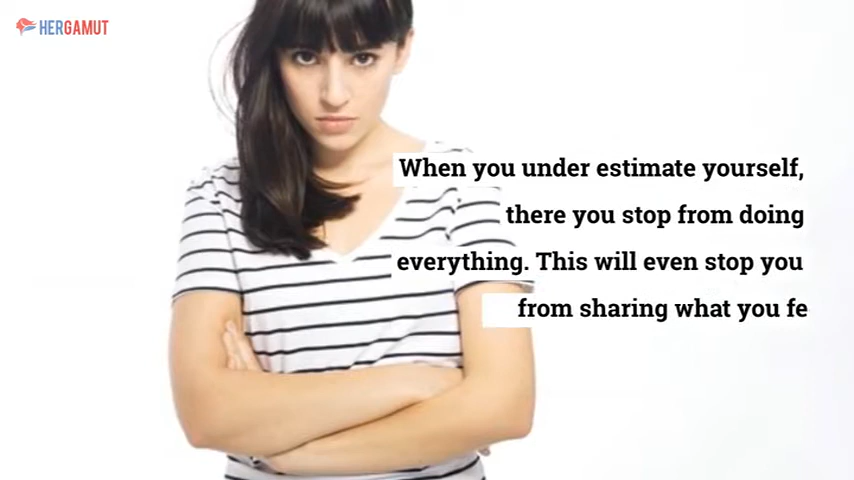 HERGAMUT
When you under estimate yourself,
there you stop from doing
everything. This will even stop you
from sharing what you fe